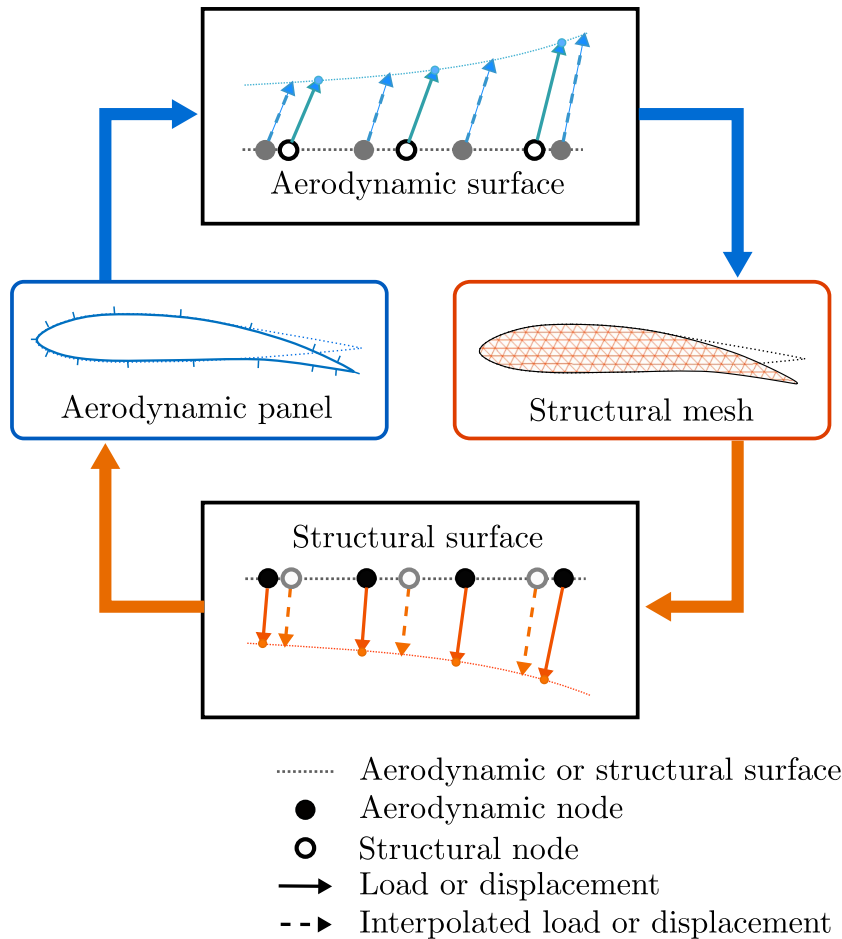 Aerodynamic surface
Aerodynamic panel
Structural mesh
Structural surface
Aerodynamic or structural surface
Aerodynamic node
Structural node
Load or displacement
Interpolated load or displacement